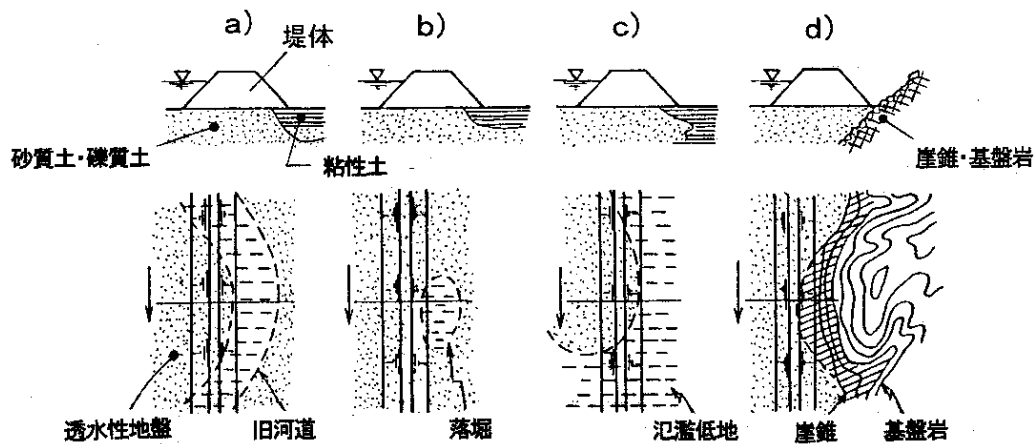 a)
b)
c)
d)
堤体
砂質土・礫質土
粘性土
崖錐・基盤岩
透水性地盤
旧河道
落堀
氾濫低地
崖錐
基盤岩